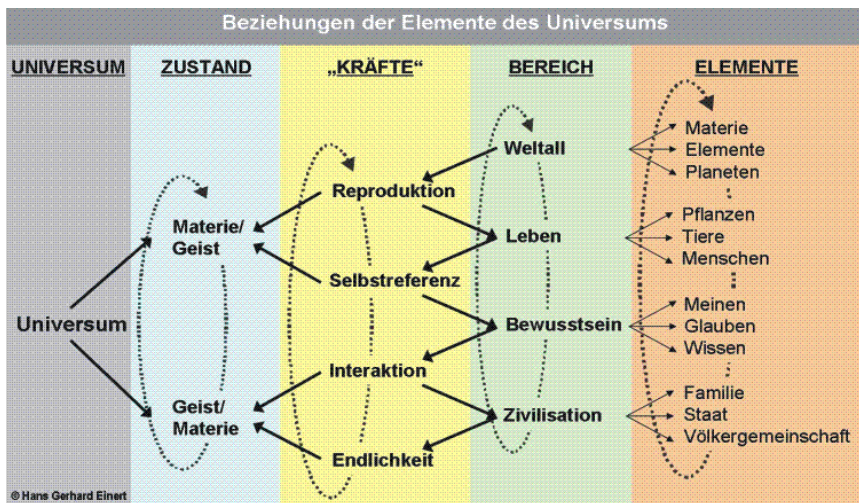 Beziehungen der Elemente des Universums
UNIVERSUM
ZUSTAND
„KRÄFTE“
BEREICH
ELEMENTE
Universum
Materie/
Geist
Geist/
Materie
Reproduktion
Selbstreferenz
Interaktion
Endlichkeit
Weltall
Leben
Bewusstsein
Zivilisation
Materie
Elemente
Planeten
Pflanzen
Tiere
Menschen
Meinen
Glauben
Wissen
Familie
Staat
Völkergemeinschaft
© Hans Gerhard Einert